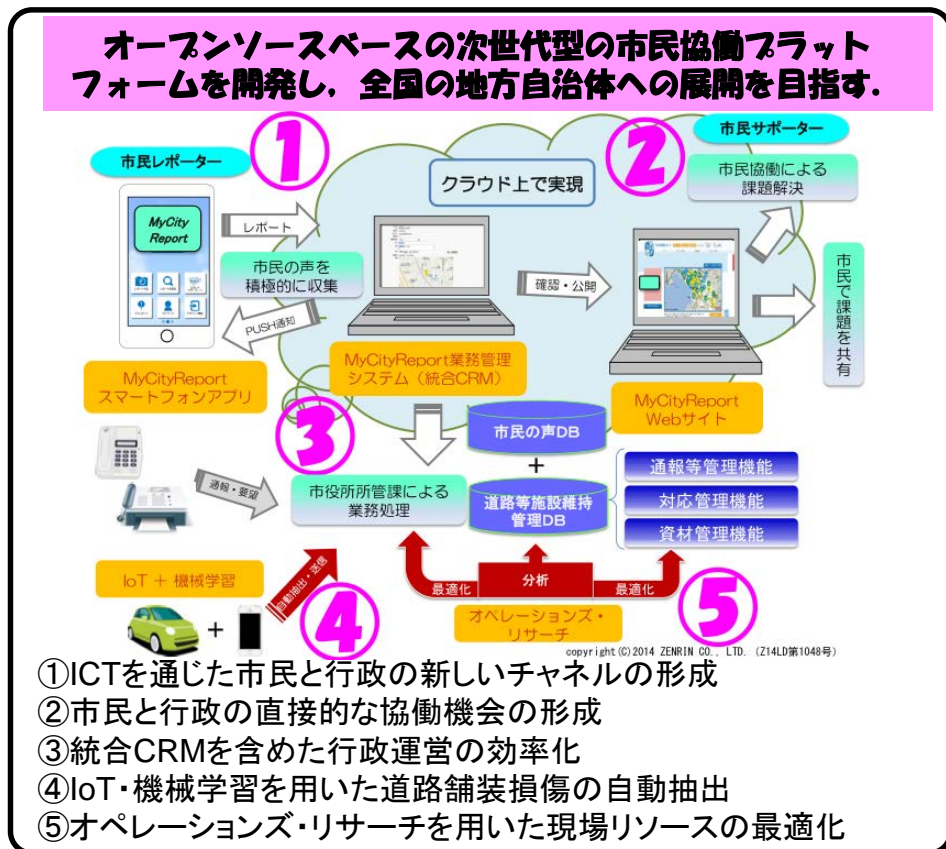 オープンソースベースの次世代型の市民協働プラット
フォームを開発し，全国の地方自治体への展開を目指す．
①
②
市民サポーター
市民レポーター
クラウド上で実現
市民協働による
課題解決
MyCity
Report
レポート
市民の声を
積極的に収集
確認・公開
市民で課題を共有
PUSH通知
MyCityReport業務管理
システム（統合CRM）
MyCityReport
スマートフォンアプリ
MyCityReport
Webサイト
③
市民の声DB
+
通報・要望
市役所所管課による
業務処理
道路等施設維持
管理DB
通報等管理機能
対応管理機能
資材管理機能
IoT + 機械学習
自動抽出・送信
+
④
最適化
分析
最適化
⑤
オペレーションズ・
リサーチ
copyright(C)2014 ZENRIN CO., LTD. (Z14LD第1048号)
①ICTを通じた市民と行政の新しいチャネルの形成
②市民と行政の直接的な協働機会の形成
③統合CRMを含めた行政運営の効率化
④IoT・機械学習を用いた道路舗装損傷の自動抽出
⑤オペレーションズ・リサーチを用いた現場リソースの最適化